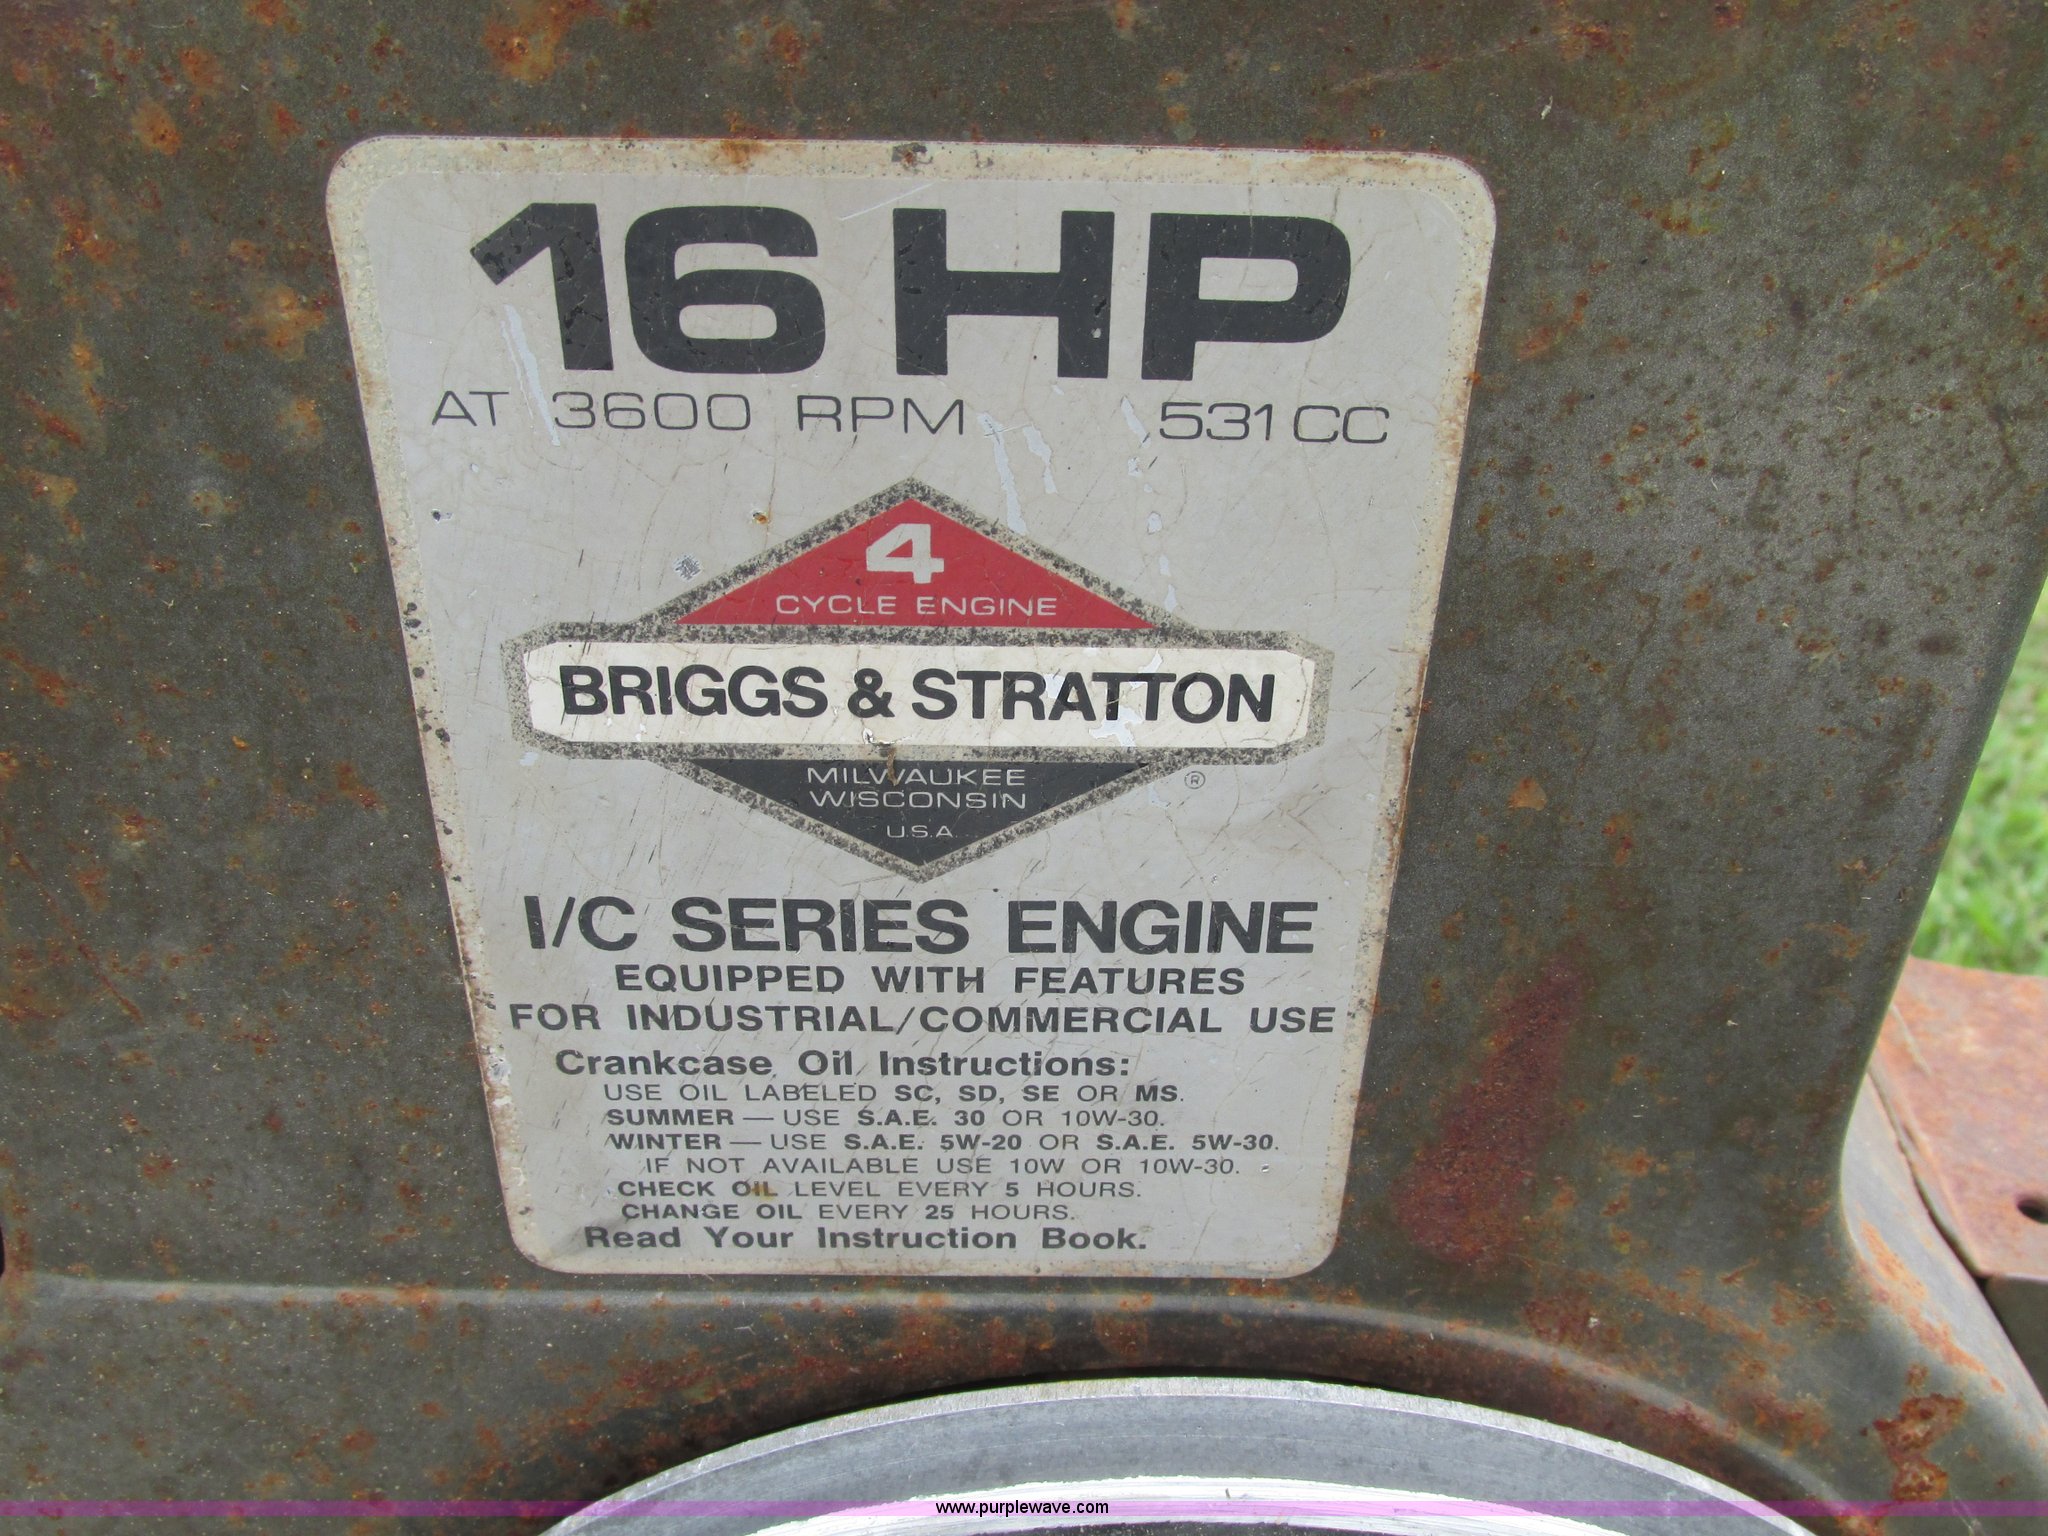 16 HP
AT 3600 RPM 531 CC
4
CYCLE ENGINE
BRIGGS & STRATTON
MILWAUKEE
WISCONSIN
U.S.A.
®
I/C SERIES ENGINE
EQUIPPED WITH FEATURES
FOR INDUSTRIAL/COMMERCIAL USE
Crankcase Oil Instructions:
USE OIL LABELED SC, SD, SE OR MS.
SUMMER — USE S.A.E. 30 OR 10W-30.
WINTER — USE S.A.E. 5W-20 OR S.A.E. 5W-30.
IF NOT AVAILABLE USE 10W OR 10W-30.
CHECK OIL LEVEL EVERY 5 HOURS.
CHANGE OIL EVERY 25 HOURS.
Read Your Instruction Book.
www.purplewave.com